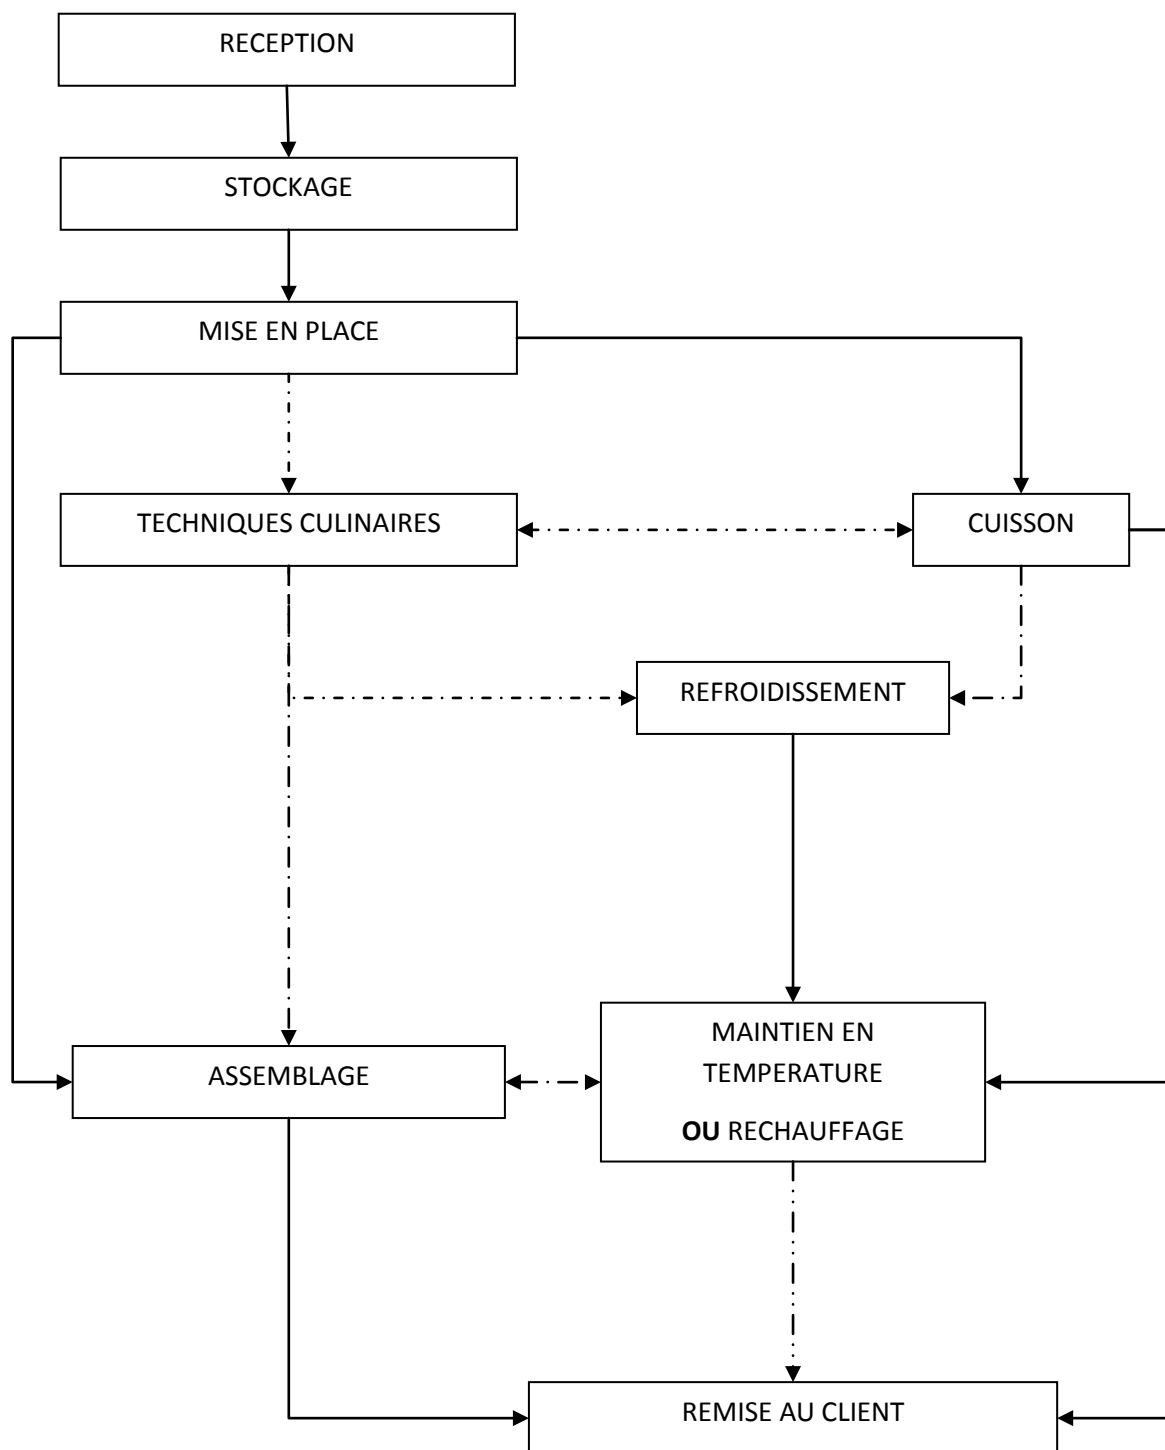 RECEPTION
STOCKAGE
MISE EN PLACE
TECHNIQUES CULINAIRES
CUISSON
REFROIDISSEMENT
MAINTIEN EN
TEMPERATURE
OU RECHAUFFAGE
ASSEMBLAGE
REMISE AU CLIENT